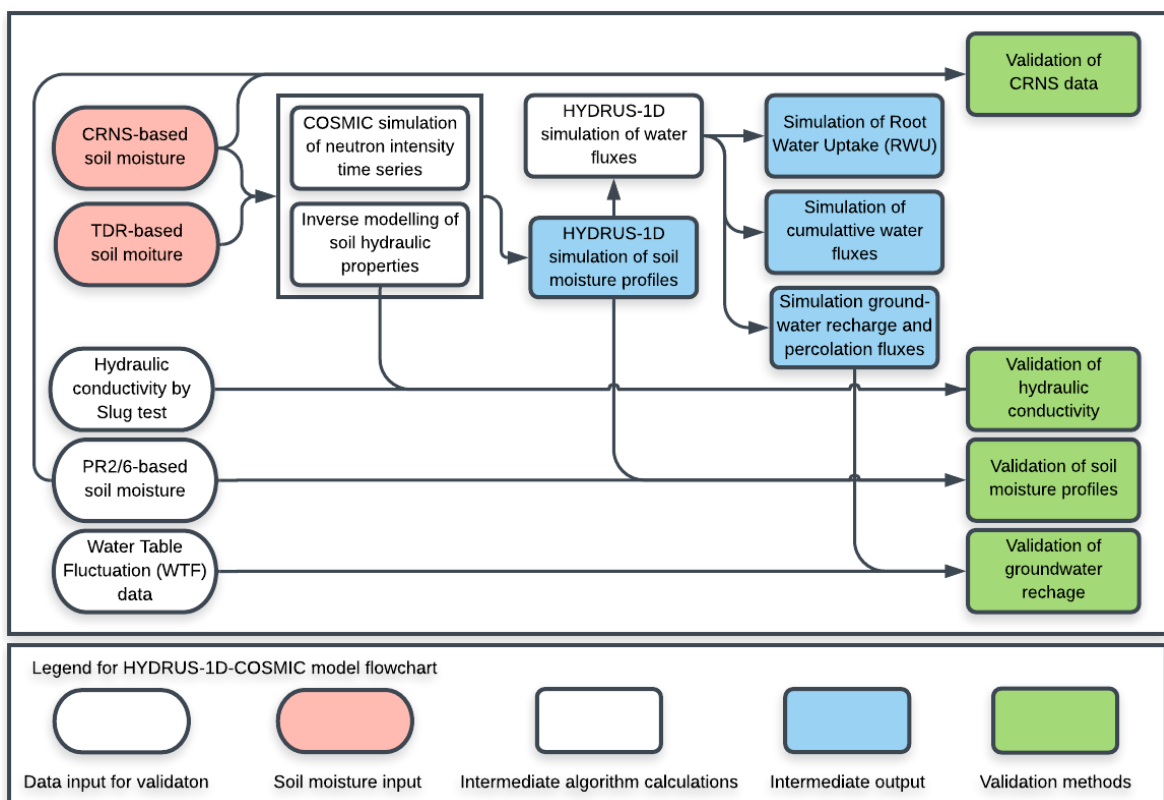 Validation of
CRNS data
CRNS-based
soil moisture
COSMIC simulation
of neutron intensity
time series
HYDRUS-1D
simulation of water
fluxes
Simulation of Root
Water Uptake (RWU)
TDR-based
soil moiture
Inverse modelling of
soil hydraulic
properties
HYDRUS-1D
simulation of soil
moisture profiles
Simulation of
cumulattive water
fluxes
Simulation ground-
water recharge and
percolation fluxes
Hydraulic
conductivity by
Slug test
Validation of
hydraulic
conductivity
PR2/6-based
soil moisture
Validation of soil
moisture profiles
Water Table
Fluctuation (WTF)
data
Validation of
groundwater
rechage
Legend for HYDRUS-1D-COSMIC model flowchart
Data input for validaton
Soil moisture input
Intermediate algorithm calculations
Intermediate output
Validation methods